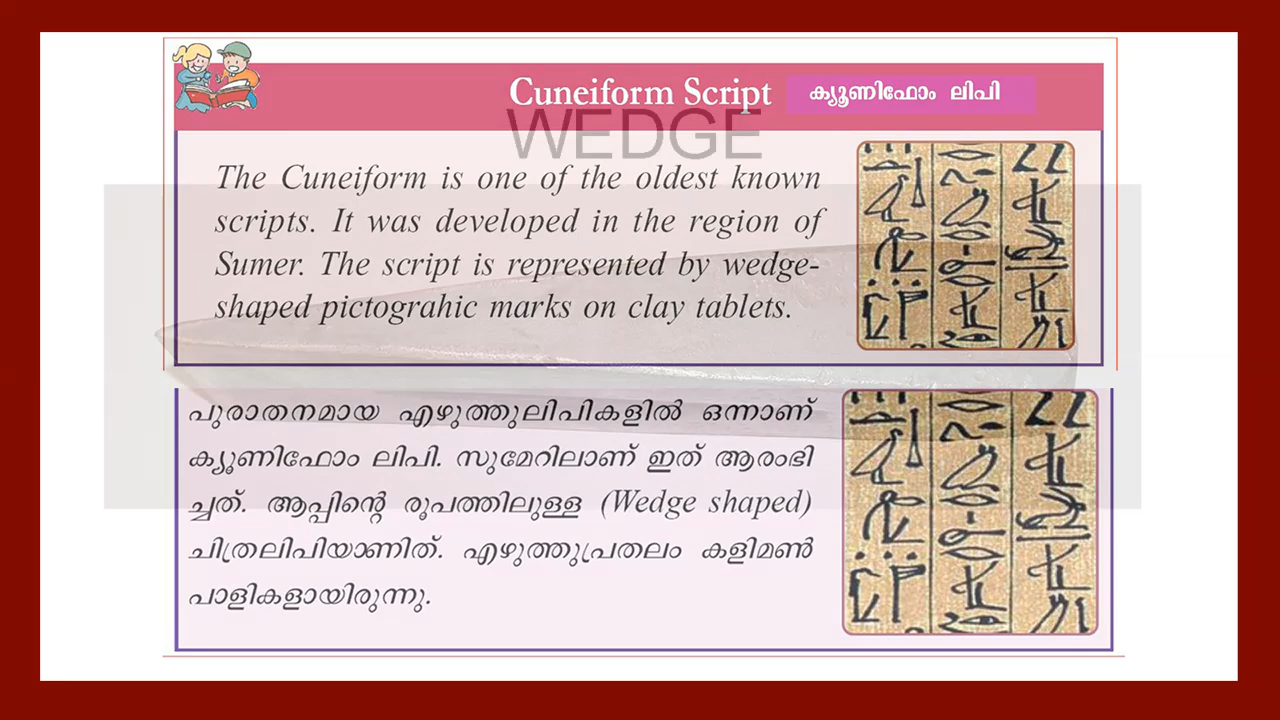 Cuneiform Script ക്യൂണിഫോം ലിപി
WEDGE
The Cuneiform is one of the oldest known
scripts. It was developed in the region of
Sumer. The script is represented by wedge-
shaped pictograhic marks on clay tablets.
പുരാതനമായ എഴുത്തുലിപികളിൽ ഒന്നാണ്
ക്യൂണിഫോം ലിപി. സുമേറിലാണ് ഇത് ആരംഭി
ച്ചത്. ആപ്പിന്റെ രൂപത്തിലുള്ള (Wedge shaped)
ചിത്രലിപിയാണിത്. എഴുത്തുപ്രതലം കളിമൺ
പാളികളായിരുന്നു.